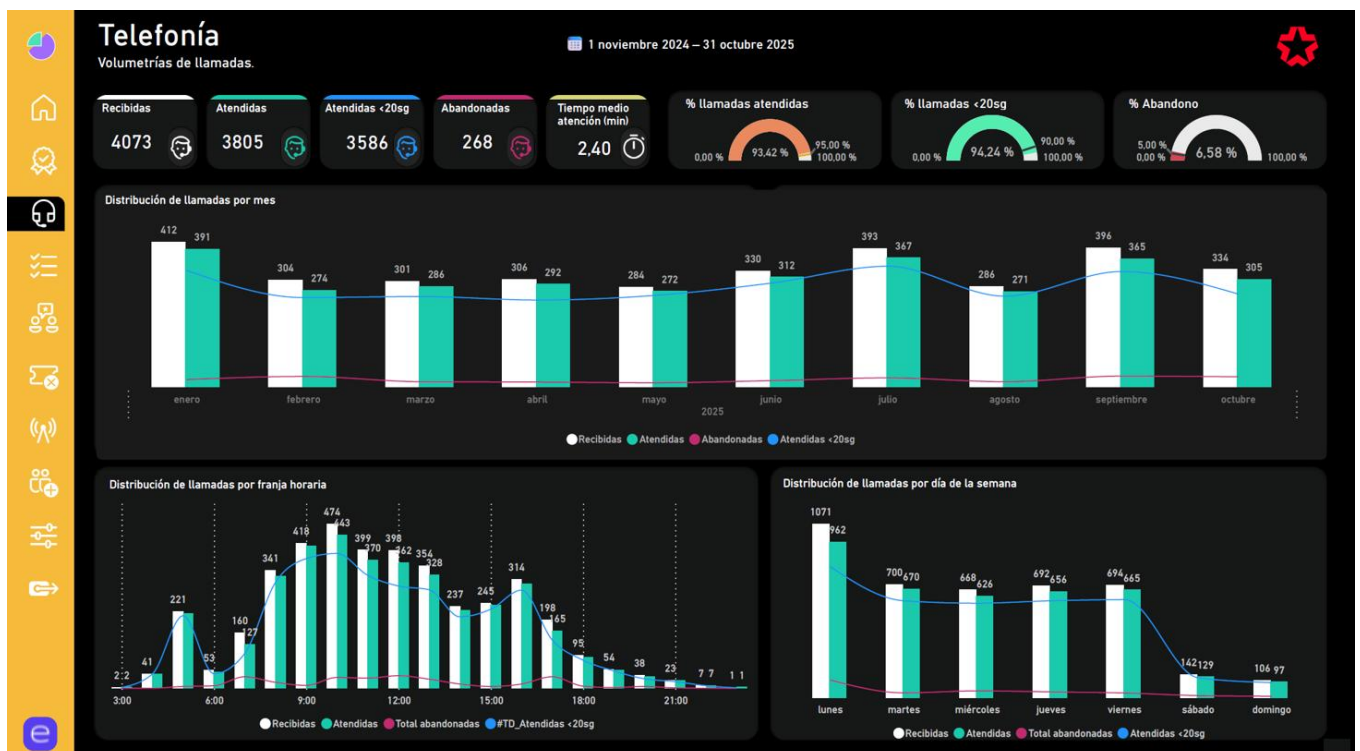 Telefonía
Volumetrías de llamadas.
1 noviembre 2024 – 31 octubre 2025
Recibidas
4073
Atendidas
3805
Atendidas <20sg
3586
Abandonadas
268
Tiempo medio
atención (min)
2,40
% llamadas atendidas
0,00 %
93,42 %
95,00 %
100,00 %
% llamadas <20sg
0,00 %
94,24 %
90,00 %
100,00 %
% Abandono
5,00 %
0,00 %
6,58 %
100,00 %
Distribución de llamadas por mes
412 391 304 274 301 286 306 292 284 272 330 312 393 367 286 271 396 365 334 305
enero febrero marzo abril mayo junio julio agosto septiembre octubre
2025
Recibidas Atendidas Abandonadas Atendidas <20sg
Distribución de llamadas por franja horaria
2 2 41 221 53 160 127 341 418 474 443 399 370 398 362 354 328 237 245 314 198 165 95 54 38 23 7 7 1 1
3:00 6:00 9:00 12:00 15:00 18:00 21:00
Recibidas Atendidas Total abandonadas #TD_Atendidas <20sg
Distribución de llamadas por día de la semana
1071 962 700 670 668 626 692 656 694 665 142 129 106 97
lunes martes miércoles jueves viernes sábado domingo
Recibidas Atendidas Total abandonadas Atendidas <20sg
e